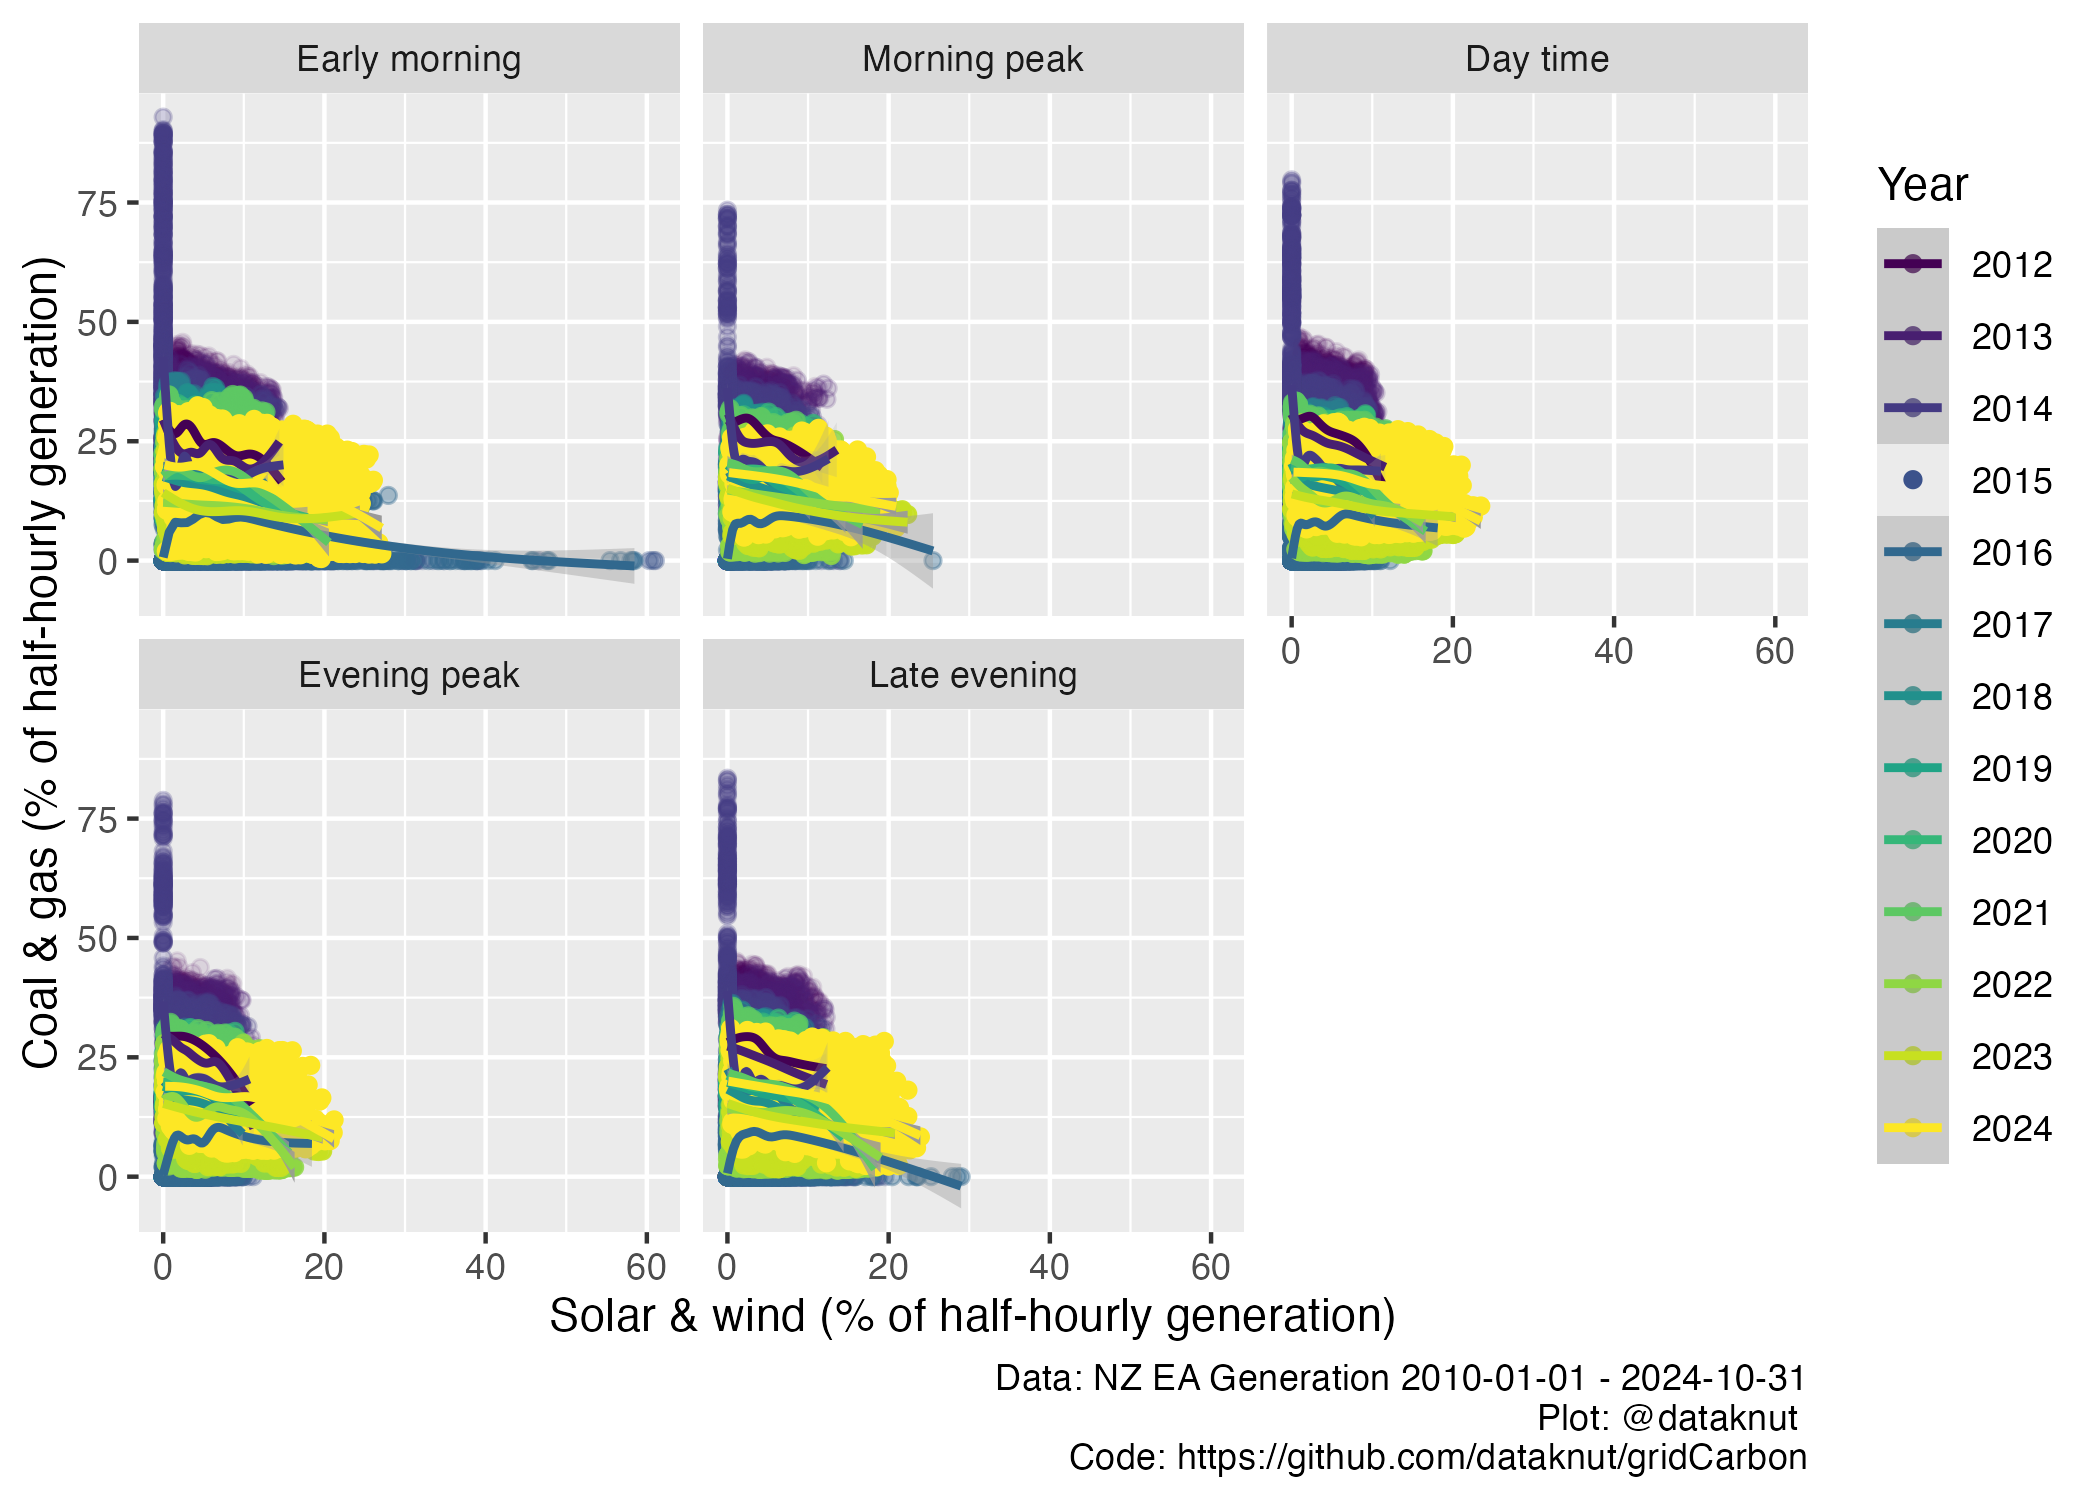 Early morning
Morning peak
Day time
75
50
25
0
0 20 40 60
Evening peak
Late evening
75
50
25
0
0 20 40 60
0 20 40 60
Coal & gas (% of half-hourly generation)
Solar & wind (% of half-hourly generation)
Year
2012
2013
2014
2015
2016
2017
2018
2019
2020
2021
2022
2023
2024
Data: NZ EA Generation 2010-01-01 - 2024-10-31
Plot: @dataknut
Code: https://github.com/dataknut/gridCarbon